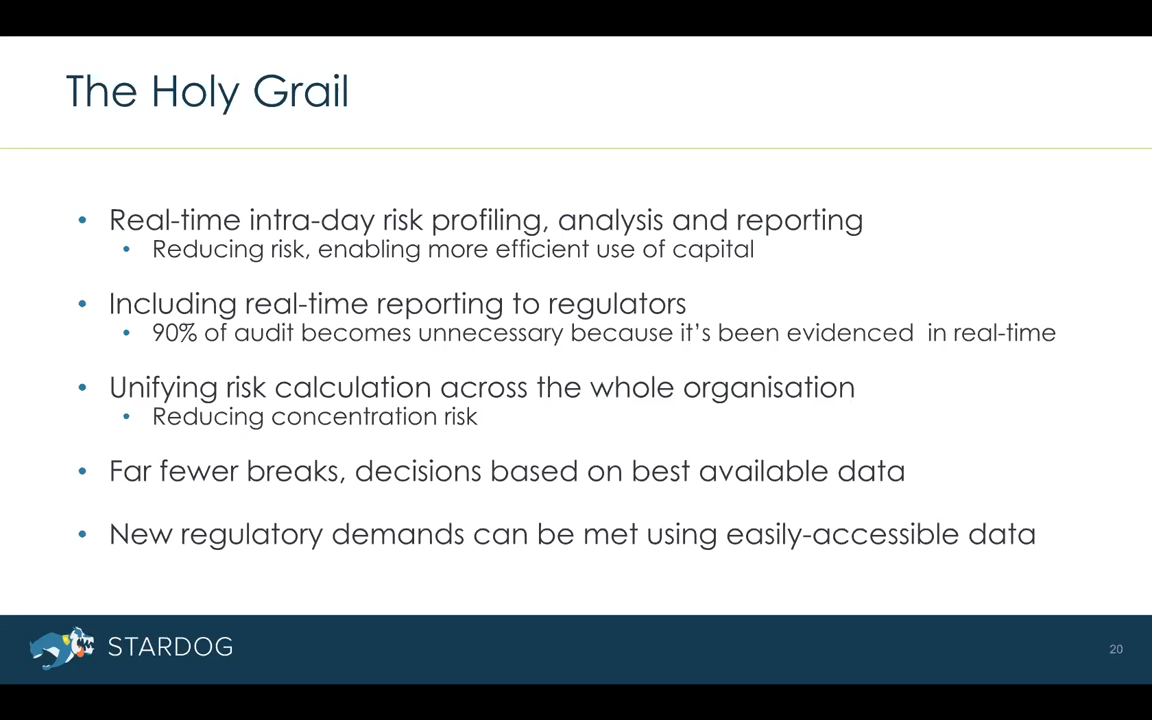 The Holy Grail
• Real-time intra-day risk profiling, analysis and reporting
• Reducing risk, enabling more efficient use of capital
• Including real-time reporting to regulators
• 90% of audit becomes unnecessary because it's been evidenced  in real-time
• Unifying risk calculation across the whole organisation
• Reducing concentration risk
• Far fewer breaks, decisions based on best available data
• New regulatory demands can be met using easily-accessible data
STARDOG
20